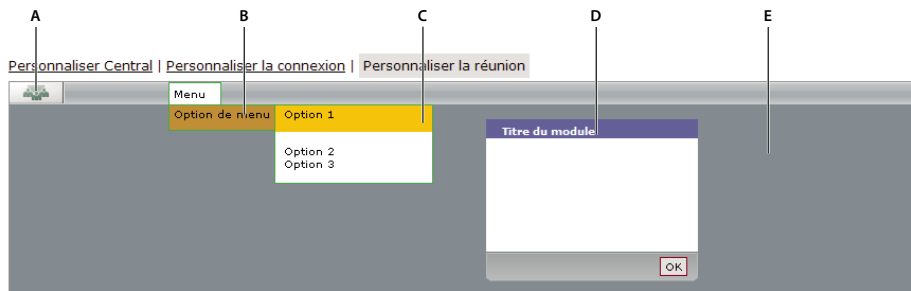 A B C D E
Personnaliser Central | Personnaliser la connexion | Personnaliser la réunion
Menu
Option de menu Option 1
Option 2
Option 3
Titre du module
OK